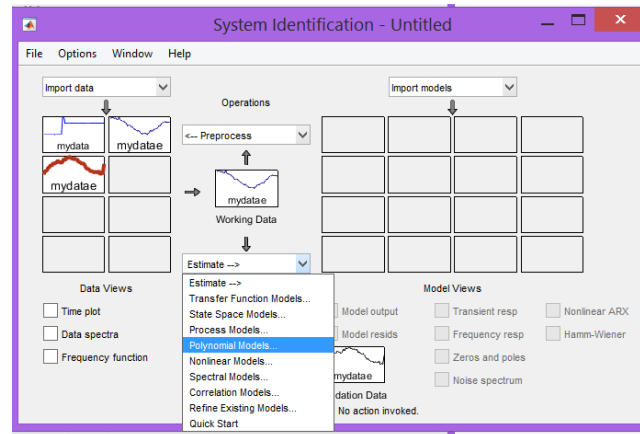 System Identification - Untitled
File Options Window Help
Import data
Import models
Operations
mydata
mydatae
<-- Preprocess
mydatae
mydatae
Working Data
Estimate -->
Data Views
Model Views
Estimate -->
Transfer Function Models...
State Space Models...
Process Models...
Polynomial Models...
Nonlinear Models...
Spectral Models...
Correlation Models...
Refine Existing Models...
Quick Start
Time plot
Data spectra
Frequency function
Model output
Transient resp
Nonlinear ARX
Model resids
Frequency resp
Hamm-Wiener
Zeros and poles
Noise spectrum
mydatae
dation Data
No action invoked.